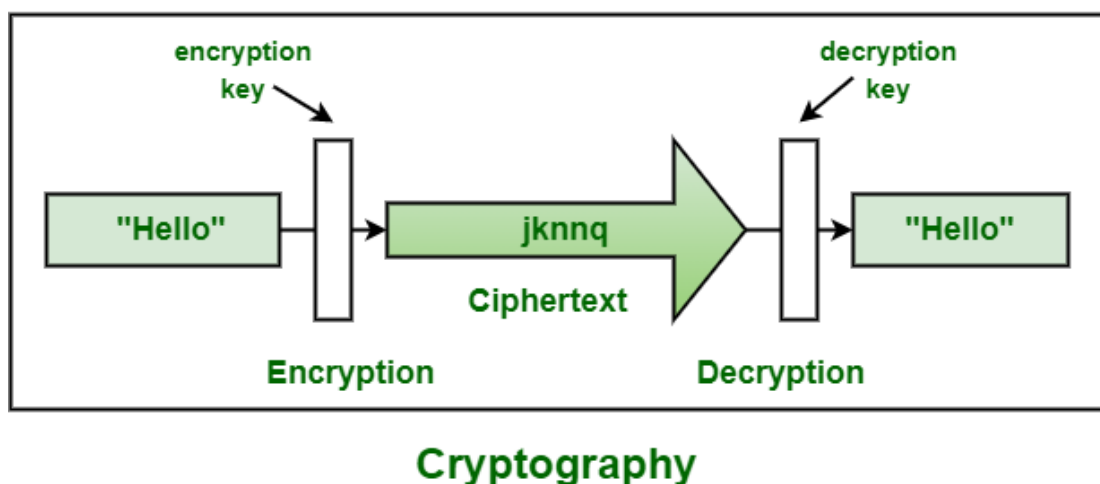 encryption
key
decryption
key
"Hello"
jknnq
"Hello"
Ciphertext
Encryption
Decryption
Cryptography